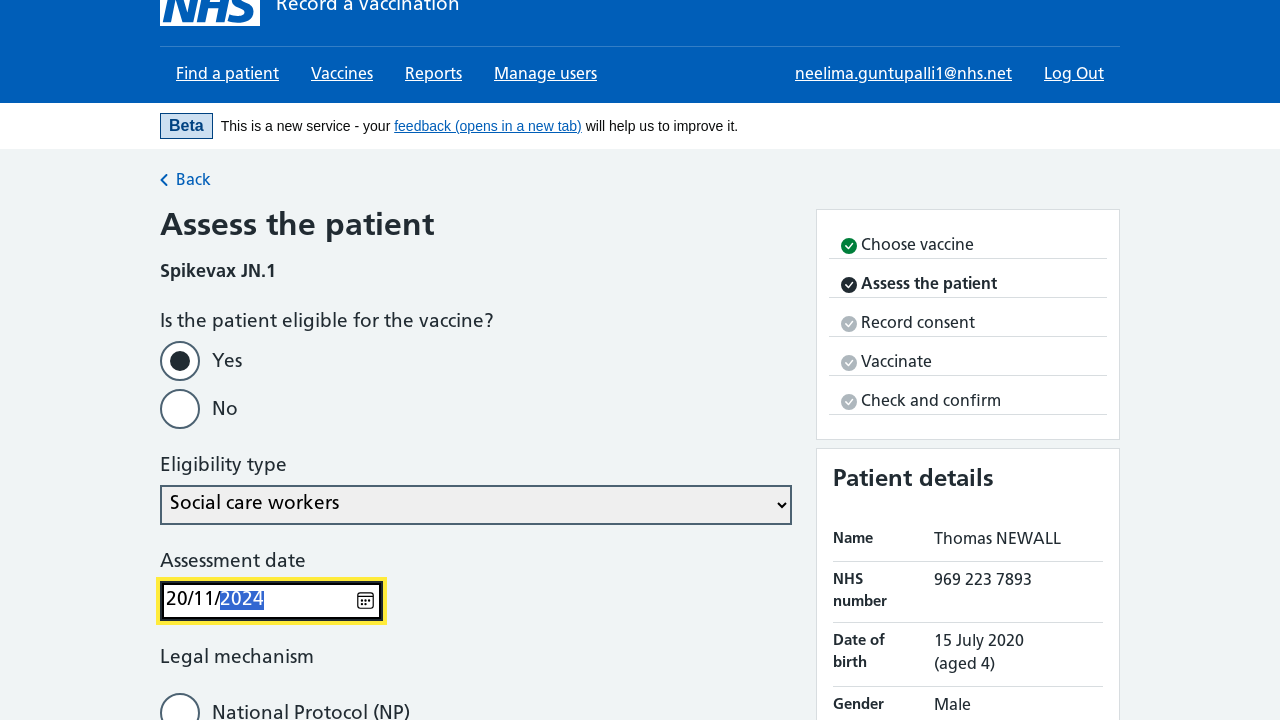 NHS Record a vaccination
Find a patient Vaccines Reports Manage users neelima.guntupalli1@nhs.net Log Out
Beta This is a new service - your feedback (opens in a new tab) will help us to improve it.
Back
Assess the patient
Spikevax JN.1
Is the patient eligible for the vaccine?
Yes
No
Eligibility type
Social care workers
Assessment date
20/11/2024
Legal mechanism
National Protocol (NP)
Choose vaccine
Assess the patient
Record consent
Vaccinate
Check and confirm
Patient details
Name Thomas NEWALL
NHS number 969 223 7893
Date of birth 15 July 2020 (aged 4)
Gender Male